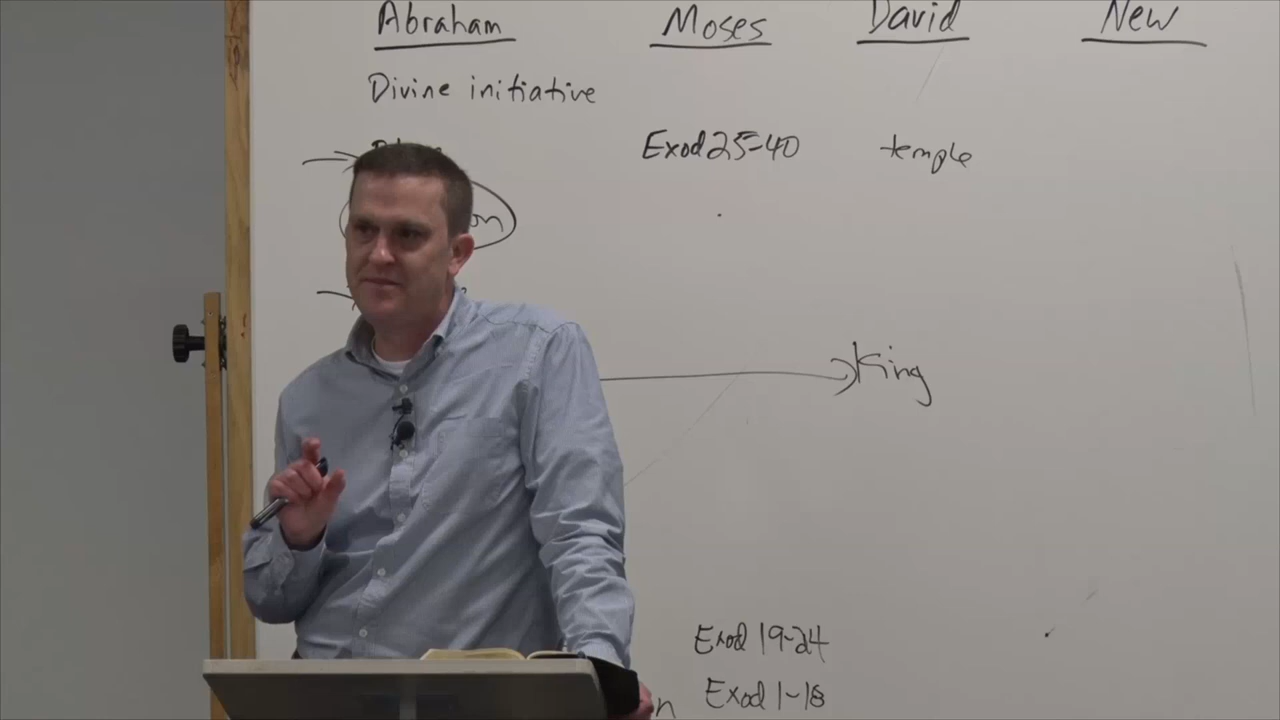 Abraham Moses David New
Divine initiative
Exod 25-40 temple
King
Exod 19-24
Exod 1-18